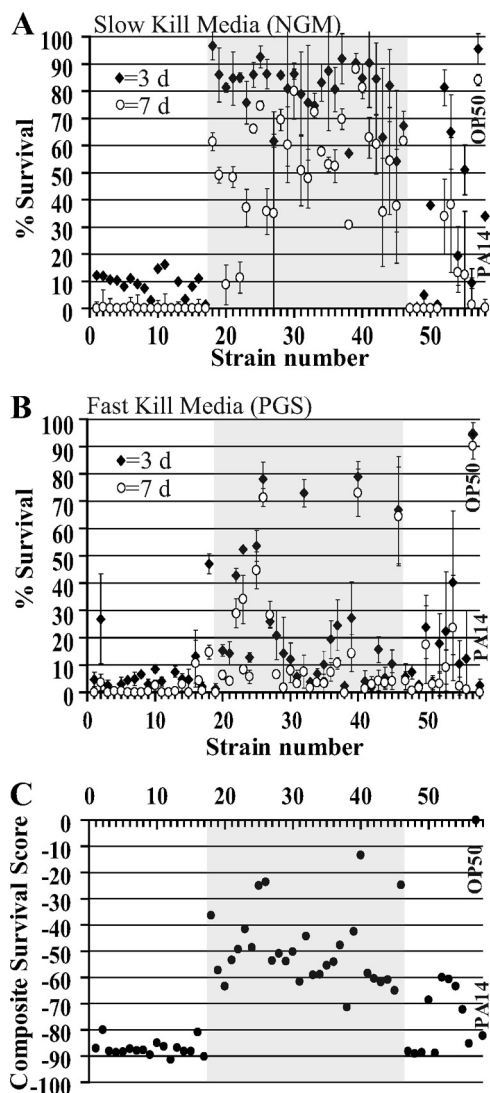 A Slow Kill Media (NGM)
100
90
80
70
60
50
40
30
20
10
0
% Survival
♦=3 d
○=7 d
OP50
PA14
0 10 20 30 40 50
Strain number
B Fast Kill Media (PGS)
100
90
80
70
60
50
40
30
20
10
0
% Survival
♦=3 d
○=7 d
OP50
PA14
0 10 20 30 40 50
Strain number
C
0 10 20 30 40 50
0
-10
-20
-30
-40
-50
-60
-70
-80
-90
-100
Composite Survival Score
OP50
PA14